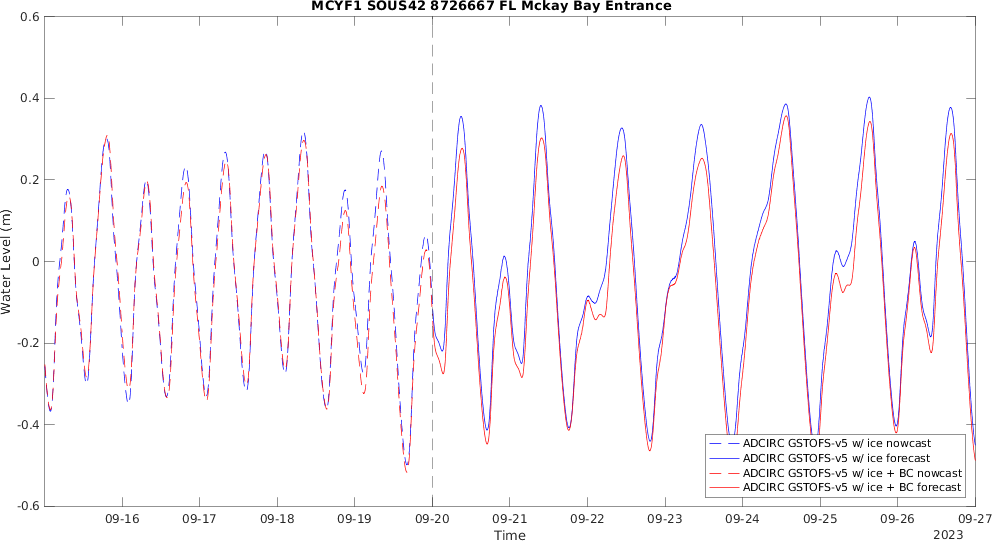 MCYF1 SOUS42 8726667 FL Mckay Bay Entrance
0.6
0.4
0.2
0
-0.2
-0.4
-0.6
Water Level (m)
09-16
09-17
09-18
09-19
09-20
09-21
09-22
09-23
09-24
09-25
09-26
09-27
Time
2023
ADCIRC GSTOFS-v5 w/ ice nowcast
ADCIRC GSTOFS-v5 w/ ice forecast
ADCIRC GSTOFS-v5 w/ ice + BC nowcast
ADCIRC GSTOFS-v5 w/ ice + BC forecast